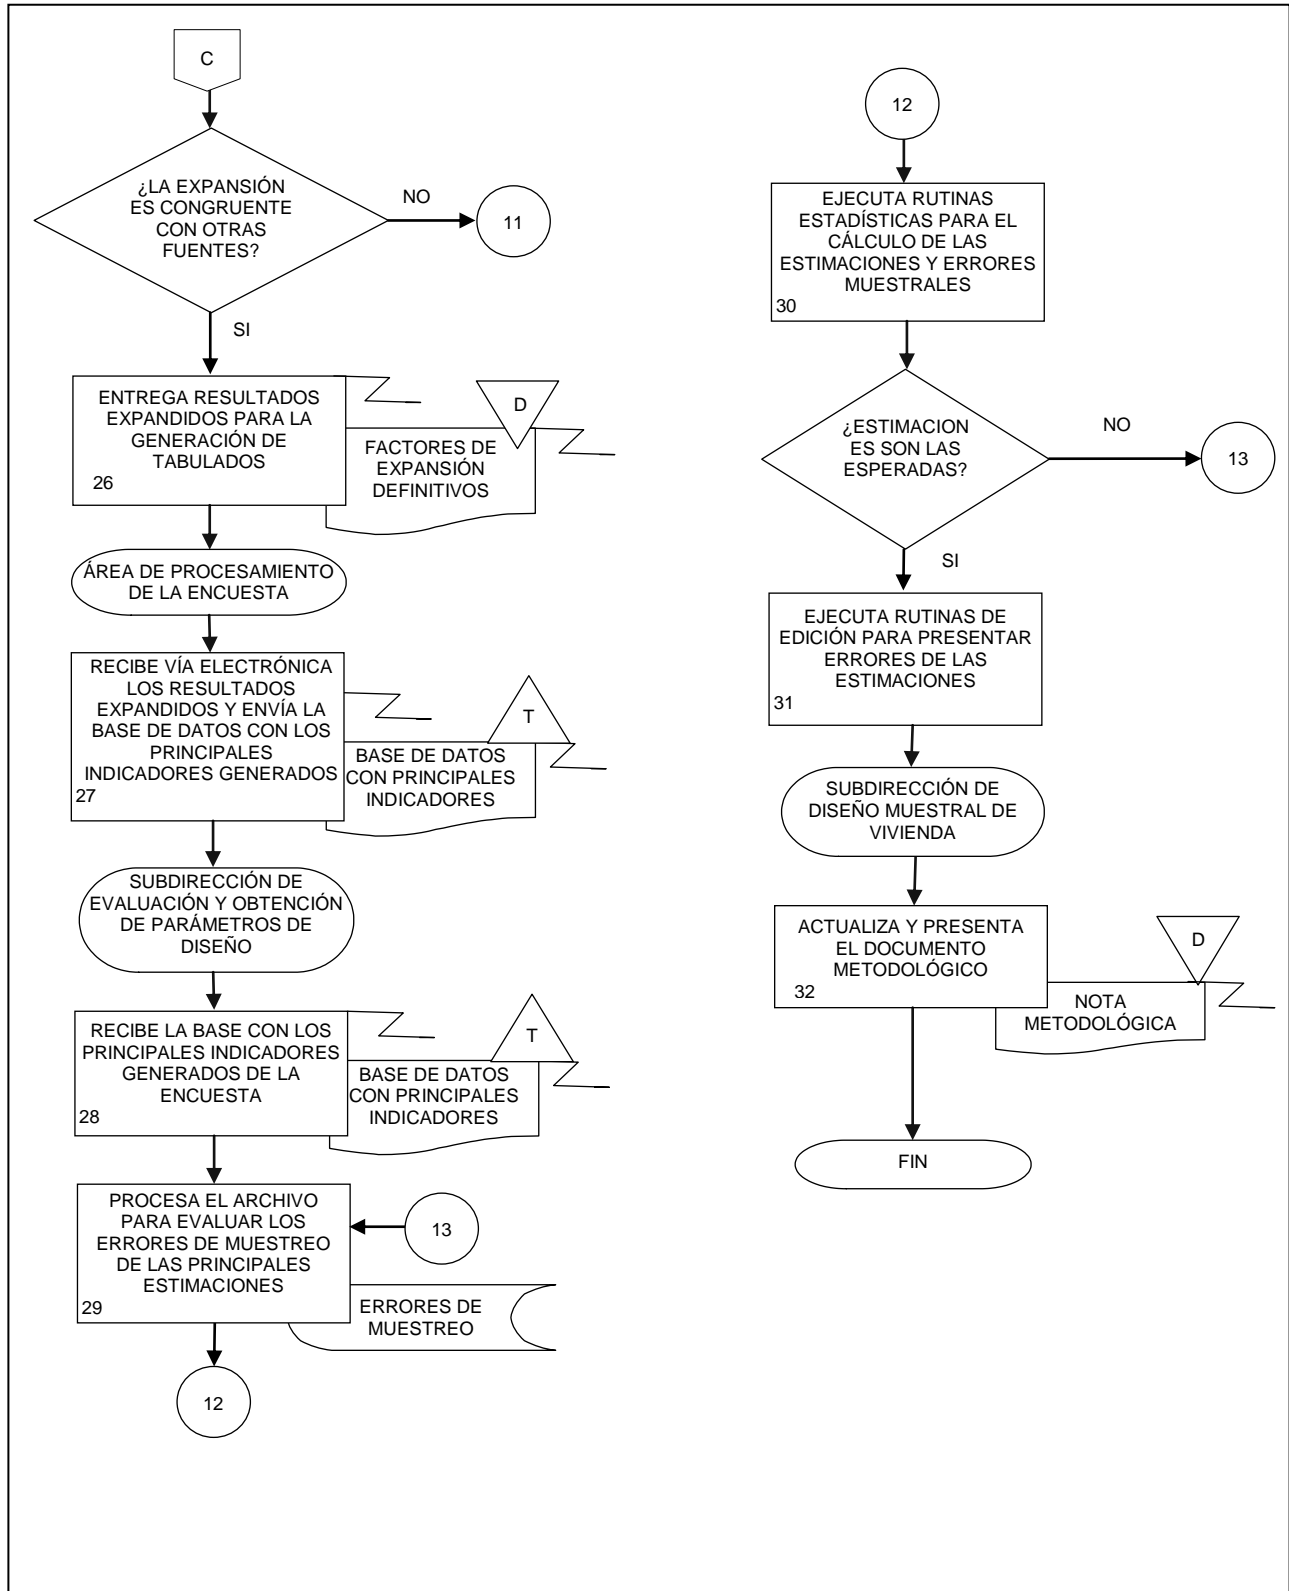 C
¿LA EXPANSIÓN
ES CONGRUENTE
CON OTRAS
FUENTES?
NO
11
SI
ENTREGA RESULTADOS
EXPANDIDOS PARA LA
GENERACIÓN DE
TABULADOS
26
D
FACTORES DE
EXPANSIÓN
DEFINITIVOS
ÁREA DE PROCESAMIENTO
DE LA ENCUESTA
RECIBE VÍA ELECTRÓNICA
LOS RESULTADOS
EXPANDIDOS Y ENVÍA LA
BASE DE DATOS CON LOS
PRINCIPALES
INDICADORES GENERADOS
27
T
BASE DE DATOS
CON PRINCIPALES
INDICADORES
SUBDIRECCIÓN DE
EVALUACIÓN Y OBTENCIÓN
DE PARÁMETROS DE
DISEÑO
RECIBE LA BASE CON LOS
PRINCIPALES INDICADORES
GENERADOS DE LA
ENCUESTA
28
T
BASE DE DATOS
CON PRINCIPALES
INDICADORES
PROCESA EL ARCHIVO
PARA EVALUAR LOS
ERRORES DE MUESTREO
DE LAS PRINCIPALES
ESTIMACIONES
29
13
ERRORES DE
MUESTREO
12
12
EJECUTA RUTINAS
ESTADÍSTICAS PARA EL
CÁLCULO DE LAS
ESTIMACIONES Y ERRORES
MUESTRALES
30
¿ESTIMACION
ES SON LAS
ESPERADAS?
NO
13
SI
EJECUTA RUTINAS DE
EDICIÓN PARA PRESENTAR
ERRORES DE LAS
ESTIMACIONES
31
SUBDIRECCIÓN DE
DISEÑO MUESTRAL DE
VIVIENDA
ACTUALIZA Y PRESENTA
EL DOCUMENTO
METODOLÓGICO
32
D
NOTA
METODOLÓGICA
FIN